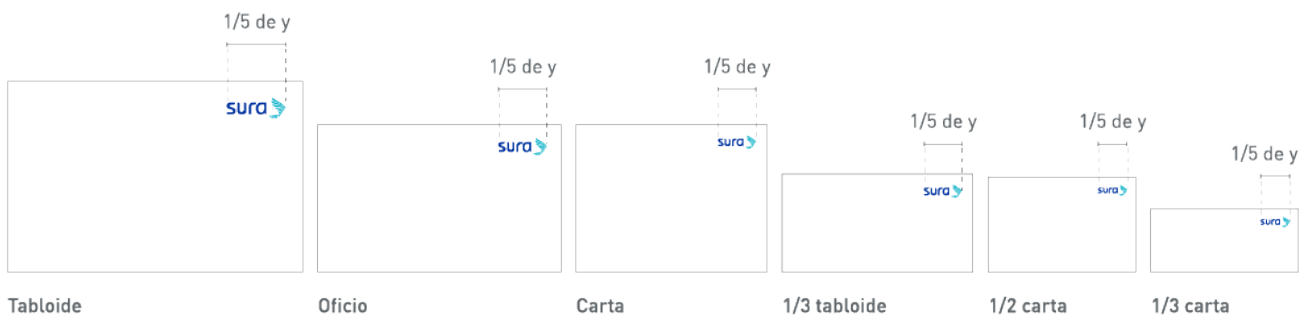 1/5 de y
1/5 de y
1/5 de y
1/5 de y
1/5 de y
1/5 de y
sura
sura
sura
sura
sura
sura
Tabloide
Oficio
Carta
1/3 tabloide
1/2 carta
1/3 carta